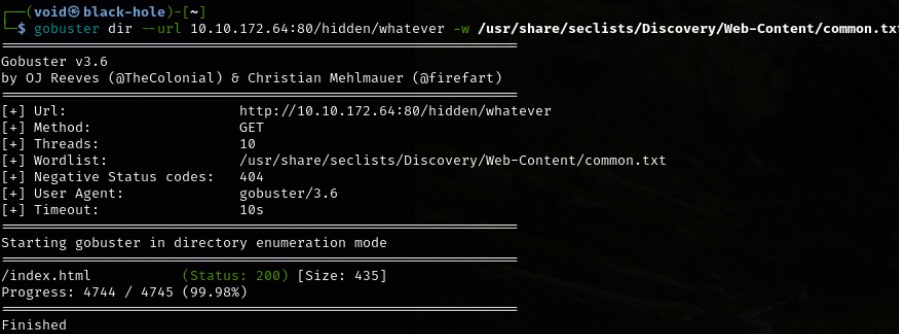 ┌──(void㉿black-hole)-[~]
└─$ gobuster dir --url 10.10.172.64:80/hidden/whatever -w /usr/share/seclists/Discovery/Web-Content/common.txt
===============================================================
Gobuster v3.6
by OJ Reeves (@TheColonial) & Christian Mehlmauer (@firefart)
===============================================================
[+] Url:                     http://10.10.172.64:80/hidden/whatever
[+] Method:                  GET
[+] Threads:                 10
[+] Wordlist:                /usr/share/seclists/Discovery/Web-Content/common.txt
[+] Negative Status codes:   404
[+] User Agent:              gobuster/3.6
[+] Timeout:                 10s
===============================================================
Starting gobuster in directory enumeration mode
===============================================================
/index.html           (Status: 200) [Size: 435]
Progress: 4744 / 4745 (99.98%)
===============================================================
Finished